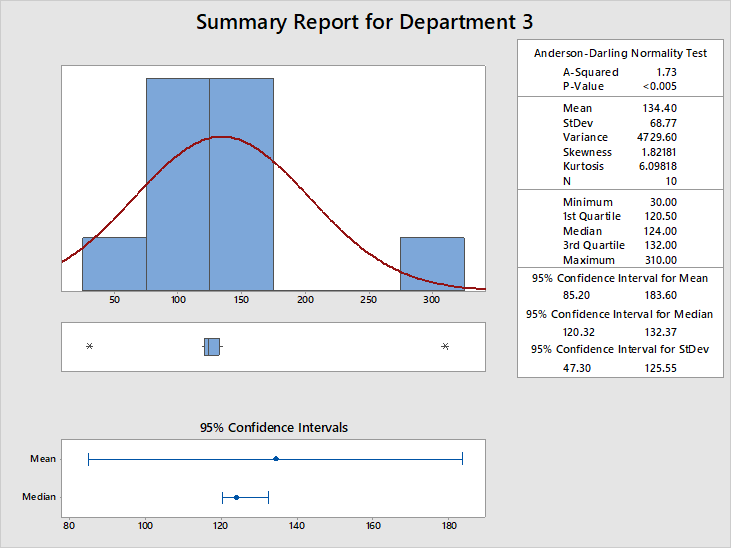 Summary Report for Department 3
Anderson-Darling Normality Test
A-Squared 1.73
P-Value <0.005
Mean 134.40
StDev 68.77
Variance 4729.60
Skewness 1.82181
Kurtosis 6.09818
N 10
Minimum 30.00
1st Quartile 120.50
Median 124.00
3rd Quartile 132.00
Maximum 310.00
95% Confidence Interval for Mean
85.20 183.60
95% Confidence Interval for Median
120.32 132.37
95% Confidence Interval for StDev
47.30 125.55
50 100 150 200 250 300
95% Confidence Intervals
Mean
Median
80 100 120 140 160 180